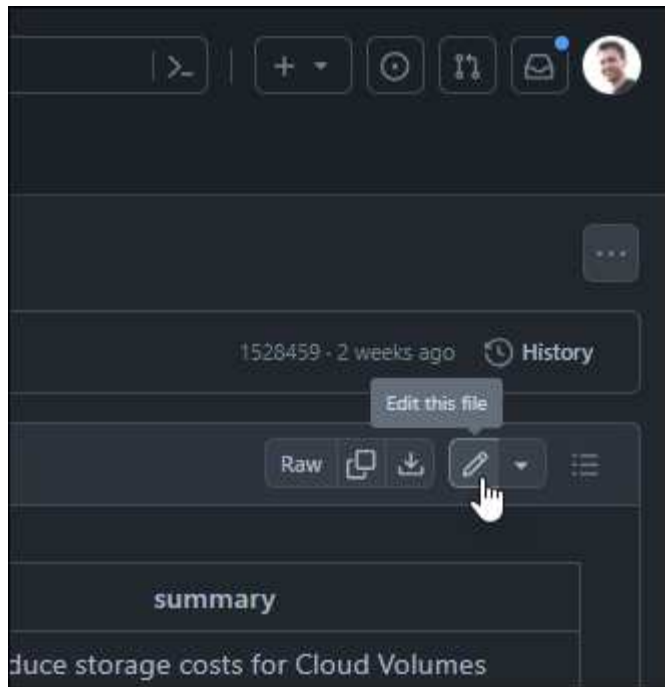 1528459 · 2 weeks ago History
Edit this file
Raw
summary
duce storage costs for Cloud Volumes